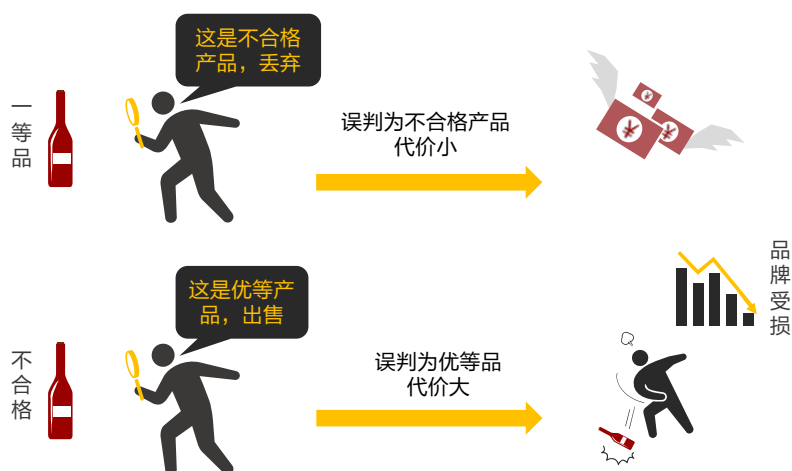 一等品
这是不合格
产品，丢弃
误判为不合格产品
代价小
不合格
这是优等产
品，出售
误判为优等品
代价大
品牌受损